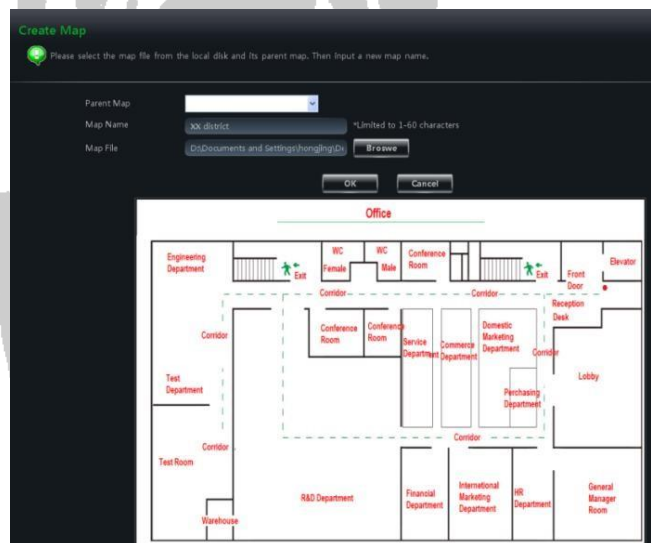 Create Map
Please select the map file from the local disk and its parent map. Then input a new map name.
Parent Map
Map Name XX district *Limited to 1-60 characters
Map File D:\Documents and Settings\hongjing\De Broswe
OK Cancel
Office
Engineering
Department
Exit
WC
Female
WC
Male
Conference
Room
Exit
Front
Door
Elevator
Corridor
Corridor
Reception
Desk
Corridor
Conference
Room
Conference
Room
Service
Department
Commerce
Department
Domestic
Marketing
Department
Corridor
Lobby
Test
Department
Perchasing
Department
Corridor
Corridor
Test Room
R&D Department
Financial
Department
International
Marketing
Department
HR
Department
General
Manager
Room
Warehouse